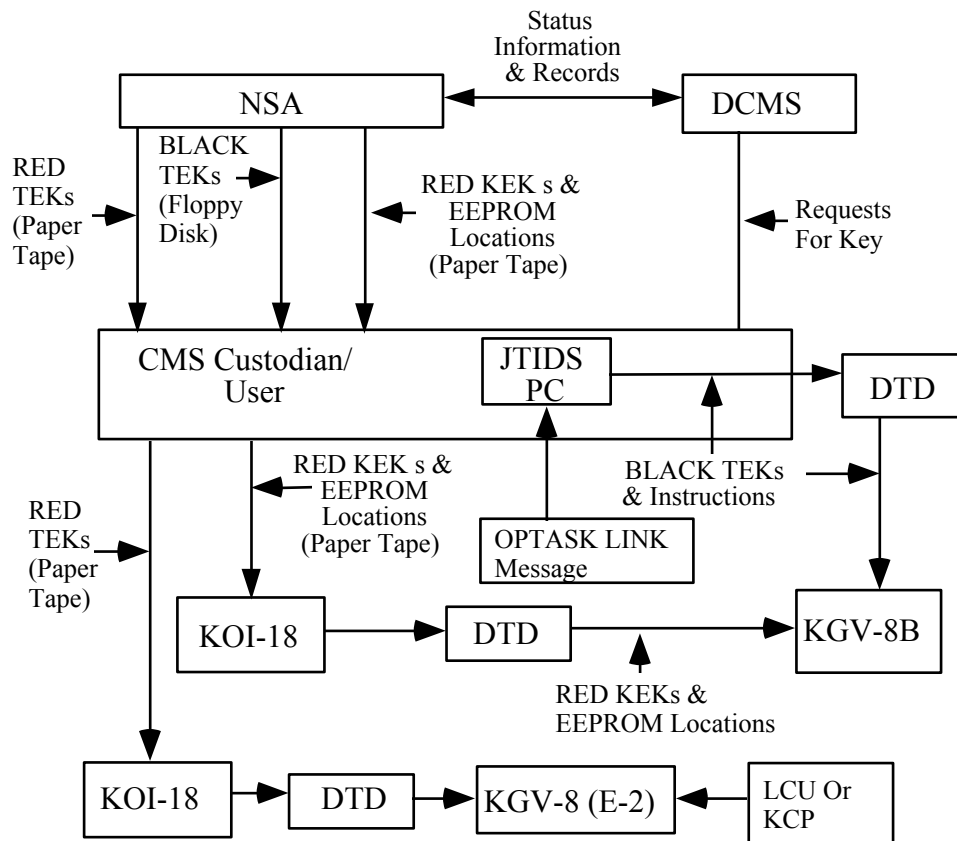 Status
Information
& Records
NSA
DCMS
RED
TEKs
(Paper
Tape)
BLACK
TEKs
(Floppy
Disk)
RED KEK s &
EEPROM
Locations
(Paper Tape)
Requests
For Key
CMS Custodian/
User
JTIDS
PC
DTD
RED KEK s &
EEPROM
Locations
(Paper Tape)
BLACK TEKs
& Instructions
RED
TEKs
(Paper
Tape)
OPTASK LINK
Message
KOI-18
DTD
KGV-8B
RED KEKs &
EEPROM Locations
KOI-18
DTD
KGV-8 (E-2)
LCU Or
KCP